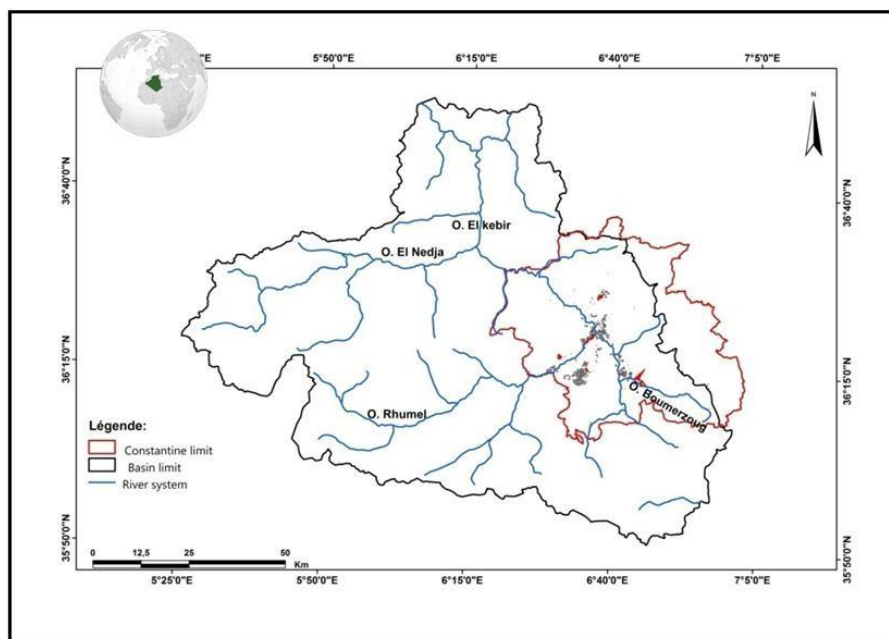 5°50'0"E
6°15'0"E
6°40'0"E
7°5'0"E
N
36°40'0"N
36°40'0"N
O. El kebir
O. El Nedja
36°15'0"N
36°15'0"N
O. Boumerzoug
O. Rhumel
Légende:
Constantine limit
Basin limit
River system
35°50'0"N
35°50'0"N
0 12,5 25 50
Km
5°25'0"E
5°50'0"E
6°15'0"E
6°40'0"E
7°5'0"E